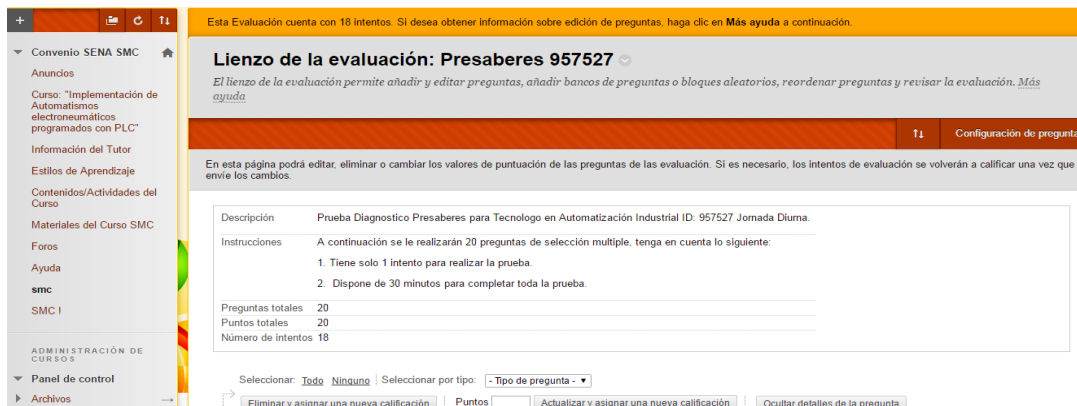 Esta Evaluación cuenta con 18 intentos. Si desea obtener información sobre edición de preguntas, haga clic en Más ayuda a continuación.
Convenio SENA SMC
Anuncios
Curso: "Implementación de
Automatismos
electroneumáticos
programados con PLC"
Información del Tutor
Estilos de Aprendizaje
Contenidos/Actividades del
Curso
Materiales del Curso SMC
Foros
Ayuda
smc
SMC I
ADMINISTRACIÓN DE
CURSOS
Panel de control
Archivos
Lienzo de la evaluación: Presaberes 957527
El lienzo de la evaluación permite añadir y editar preguntas, añadir bancos de preguntas o bloques aleatorios, reordenar preguntas y revisar la evaluación. Más
ayuda
Configuración de pregunta
En esta página podrá editar, eliminar o cambiar los valores de puntuación de las preguntas de las evaluación. Si es necesario, los intentos de evaluación se volverán a calificar una vez que
envíe los cambios.
Descripción Prueba Diagnostico Presaberes para Tecnologo en Automatización Industrial ID: 957527 Jornada Diurna.
Instrucciones A continuación se le realizarán 20 preguntas de selección multiple, tenga en cuenta lo siguiente:
1. Tiene solo 1 intento para realizar la prueba.
2. Dispone de 30 minutos para completar toda la prueba.
Preguntas totales 20
Puntos totales 20
Número de intentos 18
Seleccionar: Todo Ninguno Seleccionar por tipo: - Tipo de pregunta -
Eliminar y asignar una nueva calificación Puntos Actualizar y asignar una nueva calificación Ocultar detalles de la pregunta